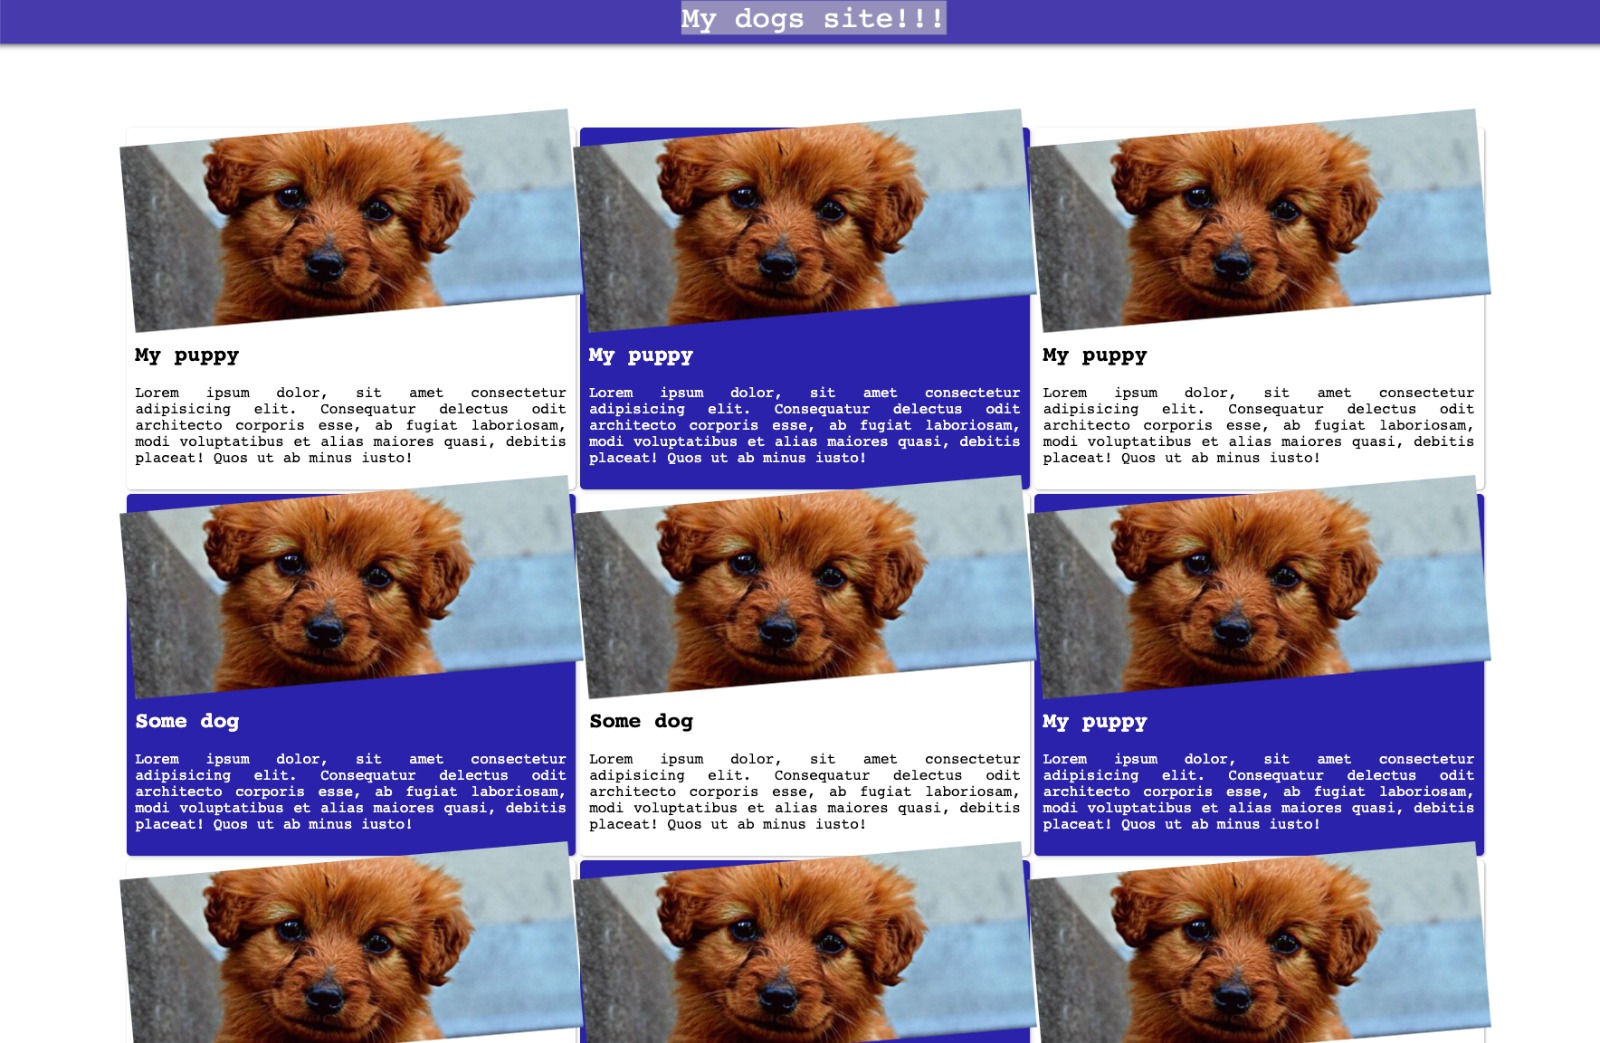 My dogs site!!!
My puppy
Lorem ipsum dolor, sit amet consectetur
adipisicing elit. Consequatur delectus odit
architecto corporis esse, ab fugiat laboriosam,
modi voluptatibus et alias maiores quasi, debitis
placeat! Quos ut ab minus iusto!
My puppy
Lorem ipsum dolor, sit amet consectetur
adipisicing elit. Consequatur delectus odit
architecto corporis esse, ab fugiat laboriosam,
modi voluptatibus et alias maiores quasi, debitis
placeat! Quos ut ab minus iusto!
My puppy
Lorem ipsum dolor, sit amet consectetur
adipisicing elit. Consequatur delectus odit
architecto corporis esse, ab fugiat laboriosam,
modi voluptatibus et alias maiores quasi, debitis
placeat! Quos ut ab minus iusto!
Some dog
Lorem ipsum dolor, sit amet consectetur
adipisicing elit. Consequatur delectus odit
architecto corporis esse, ab fugiat laboriosam,
modi voluptatibus et alias maiores quasi, debitis
placeat! Quos ut ab minus iusto!
Some dog
Lorem ipsum dolor, sit amet consectetur
adipisicing elit. Consequatur delectus odit
architecto corporis esse, ab fugiat laboriosam,
modi voluptatibus et alias maiores quasi, debitis
placeat! Quos ut ab minus iusto!
My puppy
Lorem ipsum dolor, sit amet consectetur
adipisicing elit. Consequatur delectus odit
architecto corporis esse, ab fugiat laboriosam,
modi voluptatibus et alias maiores quasi, debitis
placeat! Quos ut ab minus iusto!